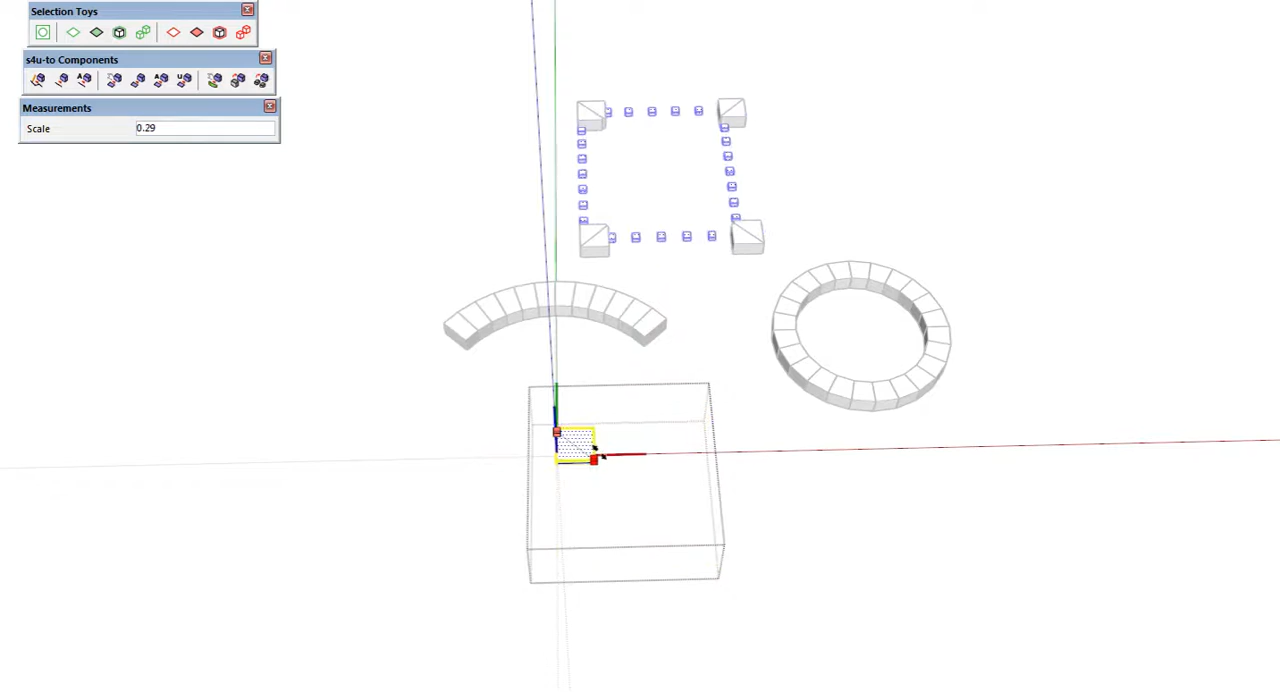 Selection Toys
s4u-to Components
Measurements
Scale
0.29